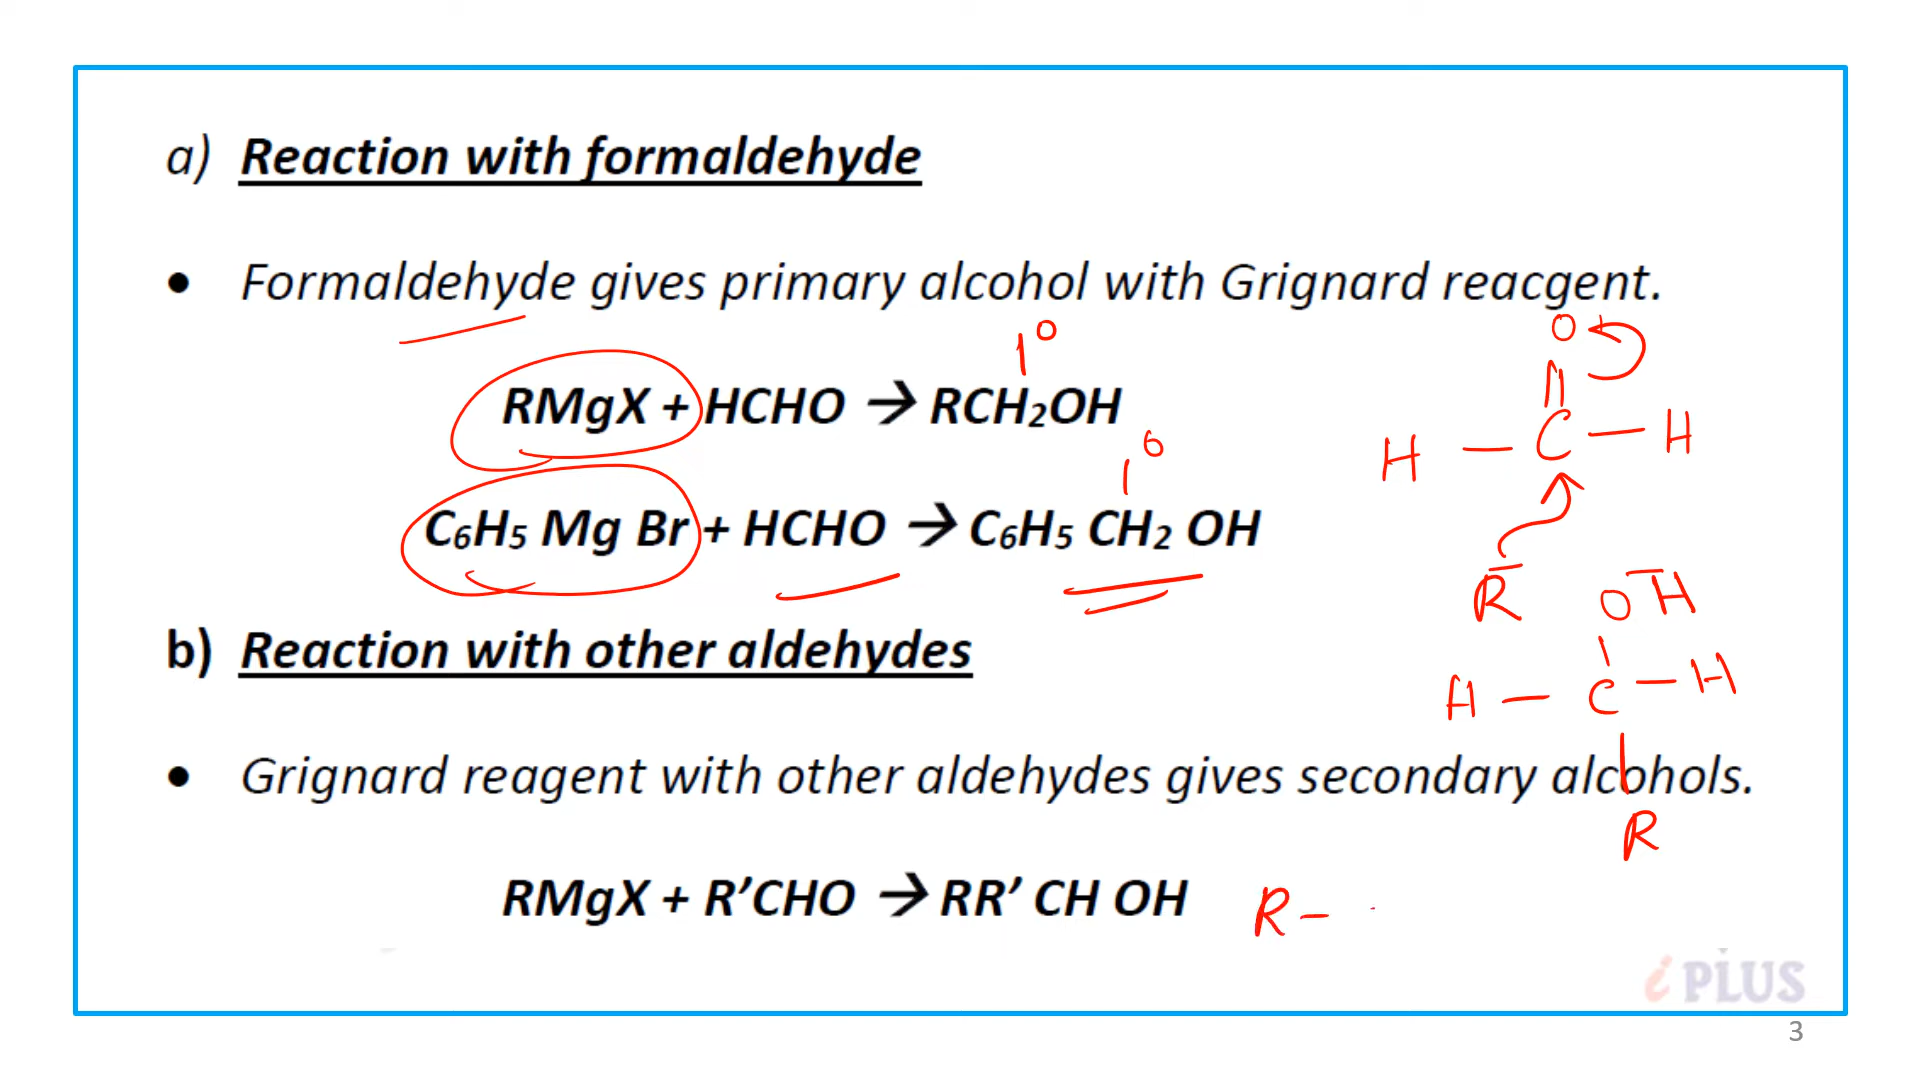 a) Reaction with formaldehyde
• Formaldehyde gives primary alcohol with Grignard reacgent.
1⁰
O
RMgX + HCHO → RCH₂OH
H — C — H
1⁰
C₆H₅ Mg Br + HCHO → C₆H₅ CH₂ OH
R
OH
b) Reaction with other aldehydes
H — C — H
• Grignard reagent with other aldehydes gives secondary alcohols.
R
RMgX + R’CHO → RR’ CH OH R –
i PLUS
3